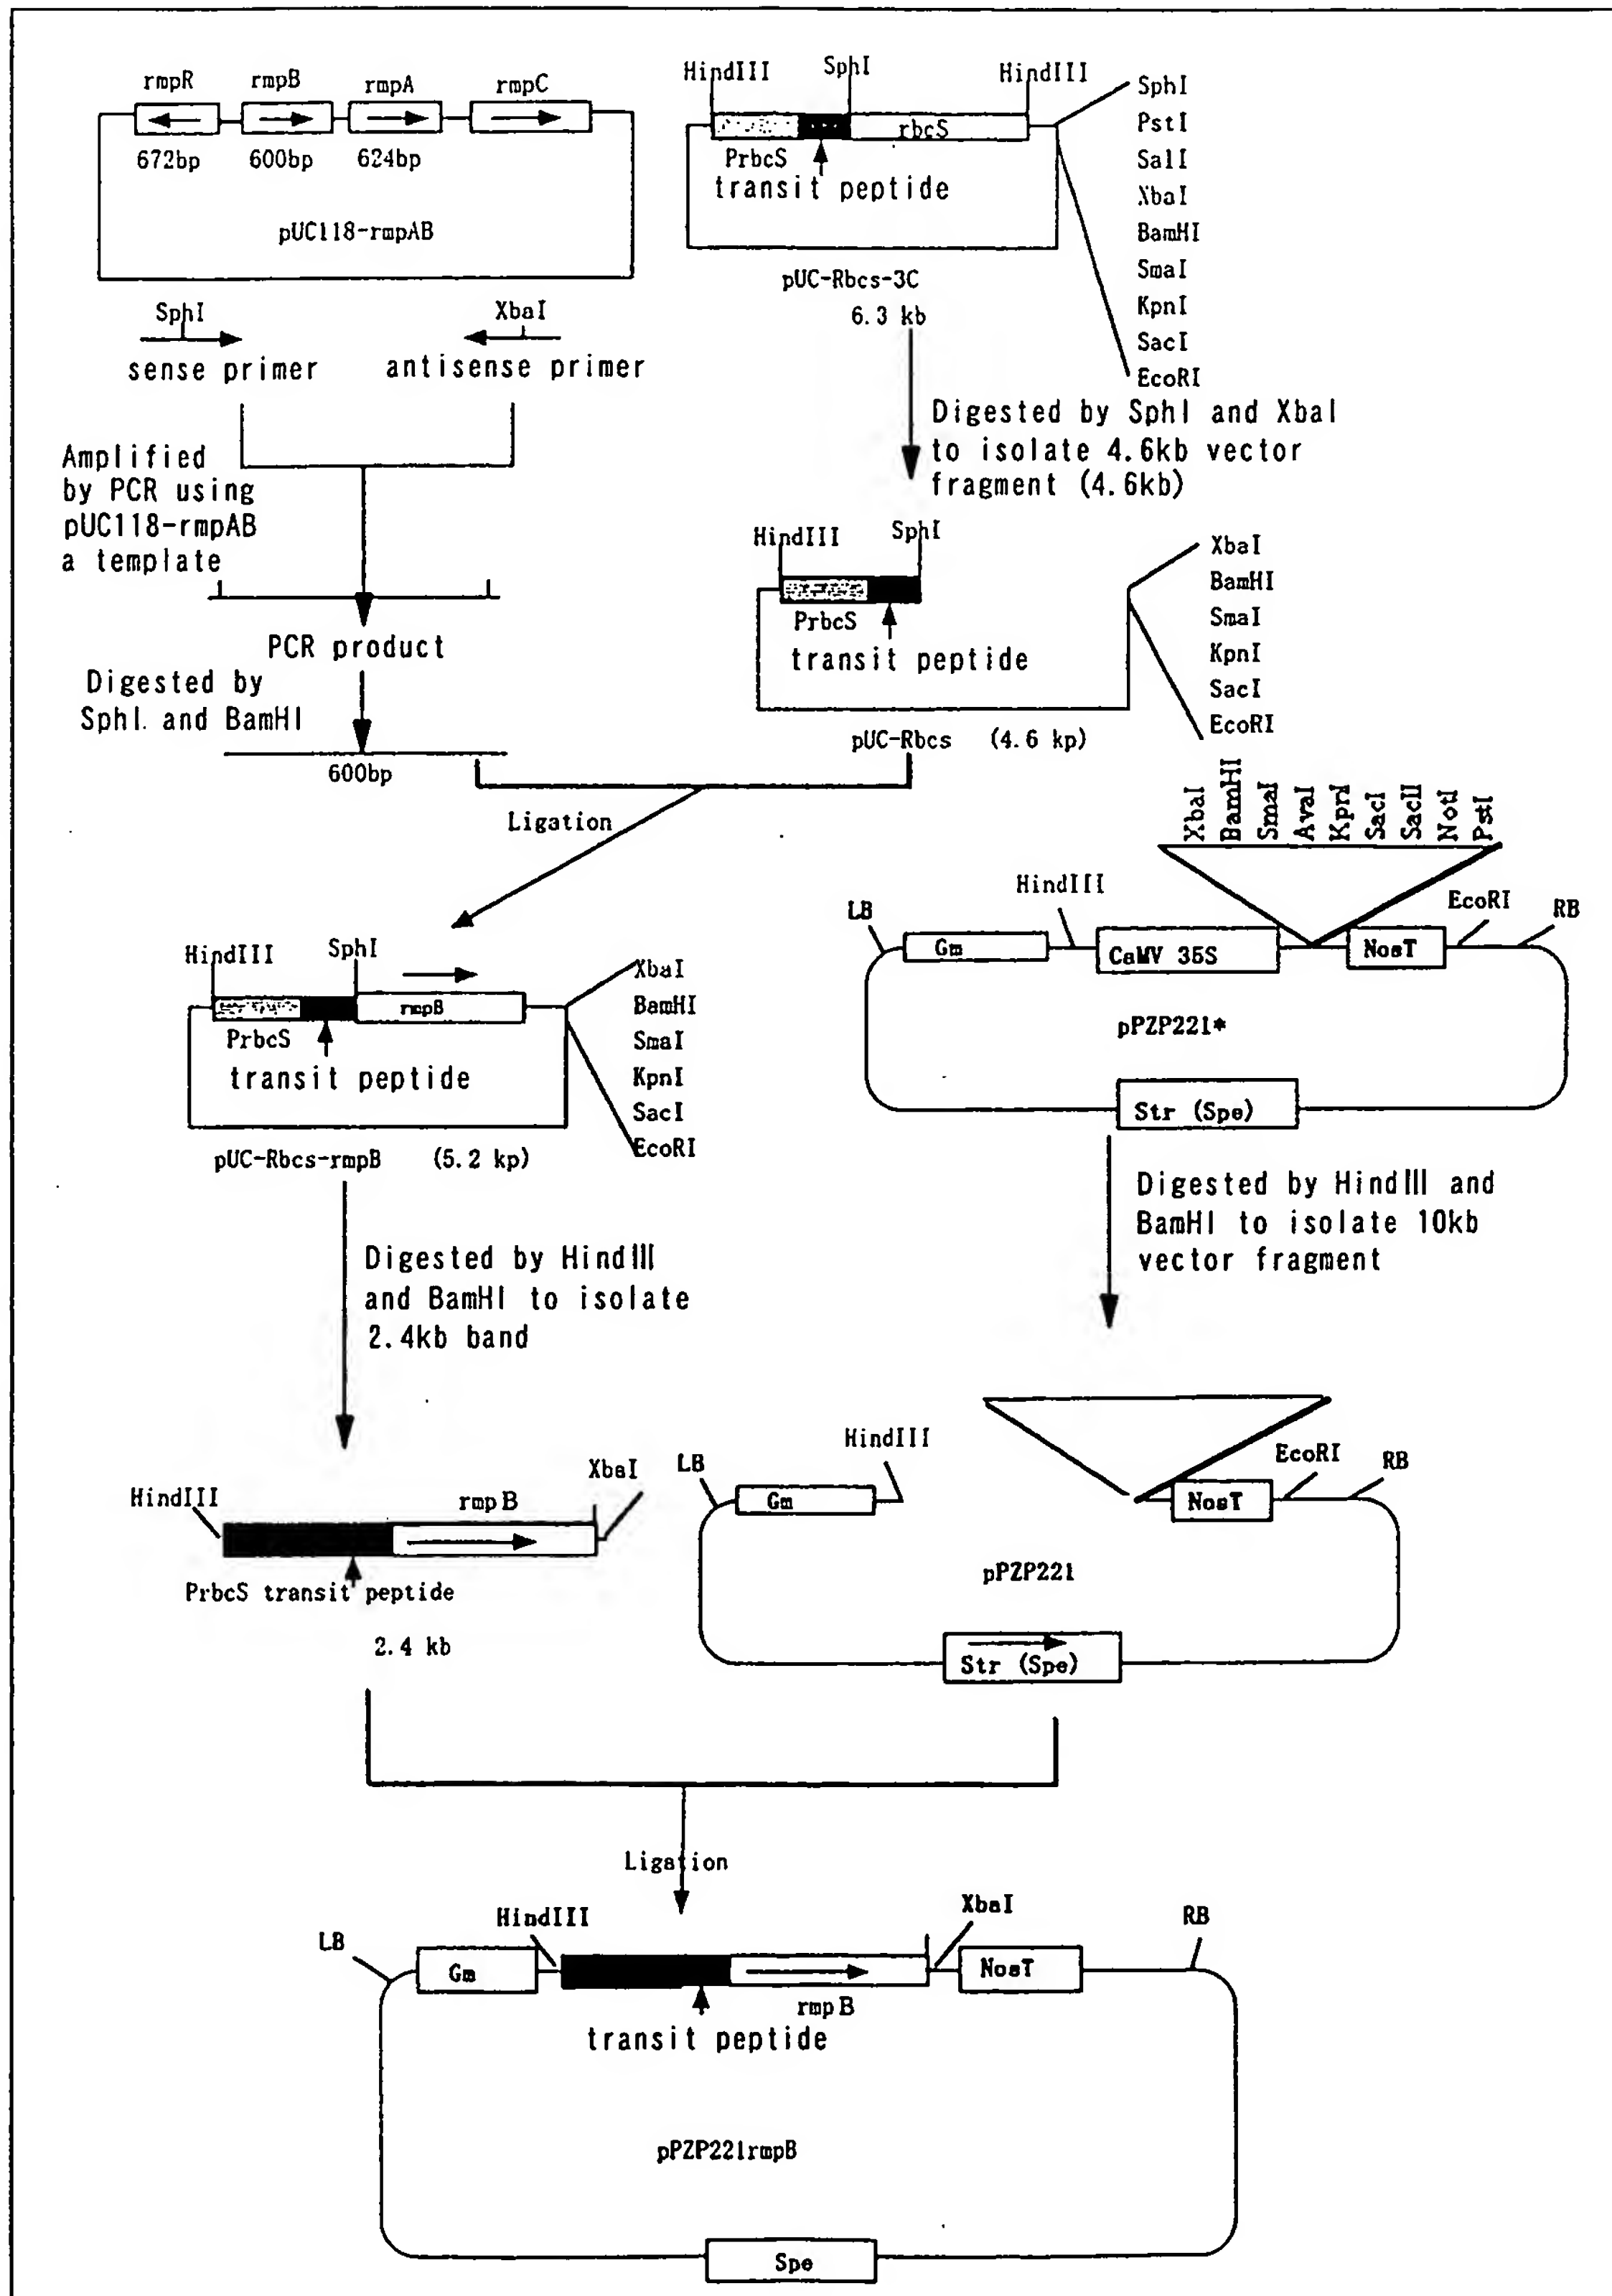 rmpR
rmpB
rmpA
rmpC
672bp
600bp
624bp
pUC118-rmpAB
SphI
XbaI
sense primer
antisense primer
Amplified
by PCR using
pUC118-rmpAB
a template
PCR product
Digested by
SphI. and BamHI
600bp
HindIII
SphI
HindIII
rbcS
PrbcS
transit peptide
pUC-Rbcs-3C
6.3 kb
SphI
PstI
SalI
XbaI
BamHI
SmaI
KpnI
SacI
EcoRI
Digested by SphI and XbaI
to isolate 4.6kb vector
fragment (4.6kb)
HindIII
SphI
PrbcS
transit peptide
XbaI
BamHI
SmaI
KpnI
SacI
EcoRI
pUC-Rbcs (4.6 kp)
Ligation
HindIII
SphI
rmpB
PrbcS
transit peptide
XbaI
BamHI
SmaI
KpnI
SacI
EcoRI
pUC-Rbcs-rmpB (5.2 kp)
XbaI
BamHI
SmaI
AvaI
KpnI
SacI
SacII
NotI
PstI
HindIII
LB
EcoRI
RB
Gm
CaMV 35S
NosT
pPZP221*
Str (Spe)
Digested by HindIII
and BamHI to isolate
2.4kb band
Digested by HindIII and
BamHI to isolate 10kb
vector fragment
HindIII
rmpB
XbaI
PrbcS transit peptide
2.4 kb
LB
HindIII
EcoRI
RB
Gm
NosT
pPZP221
Str (Spe)
Ligation
LB
HindIII
XbaI
RB
Gm
NosT
rmpB
transit peptide
pPZP221rmpB
Spe